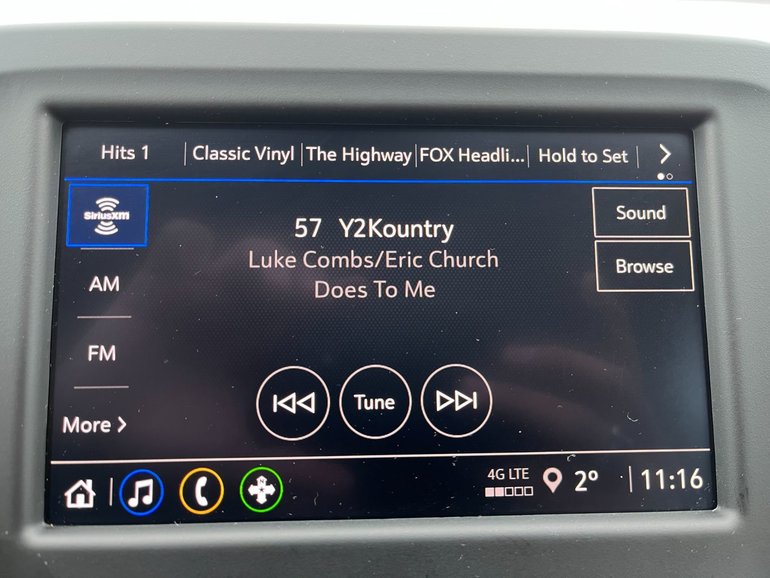 Hits 1 Classic Vinyl The Highway FOX Headli... Hold to Set
SiriusXM
57 Y2Kountry
Sound
Luke Combs/Eric Church
Browse
AM
Does To Me
FM
Tune
More
4G LTE 2° 11:16